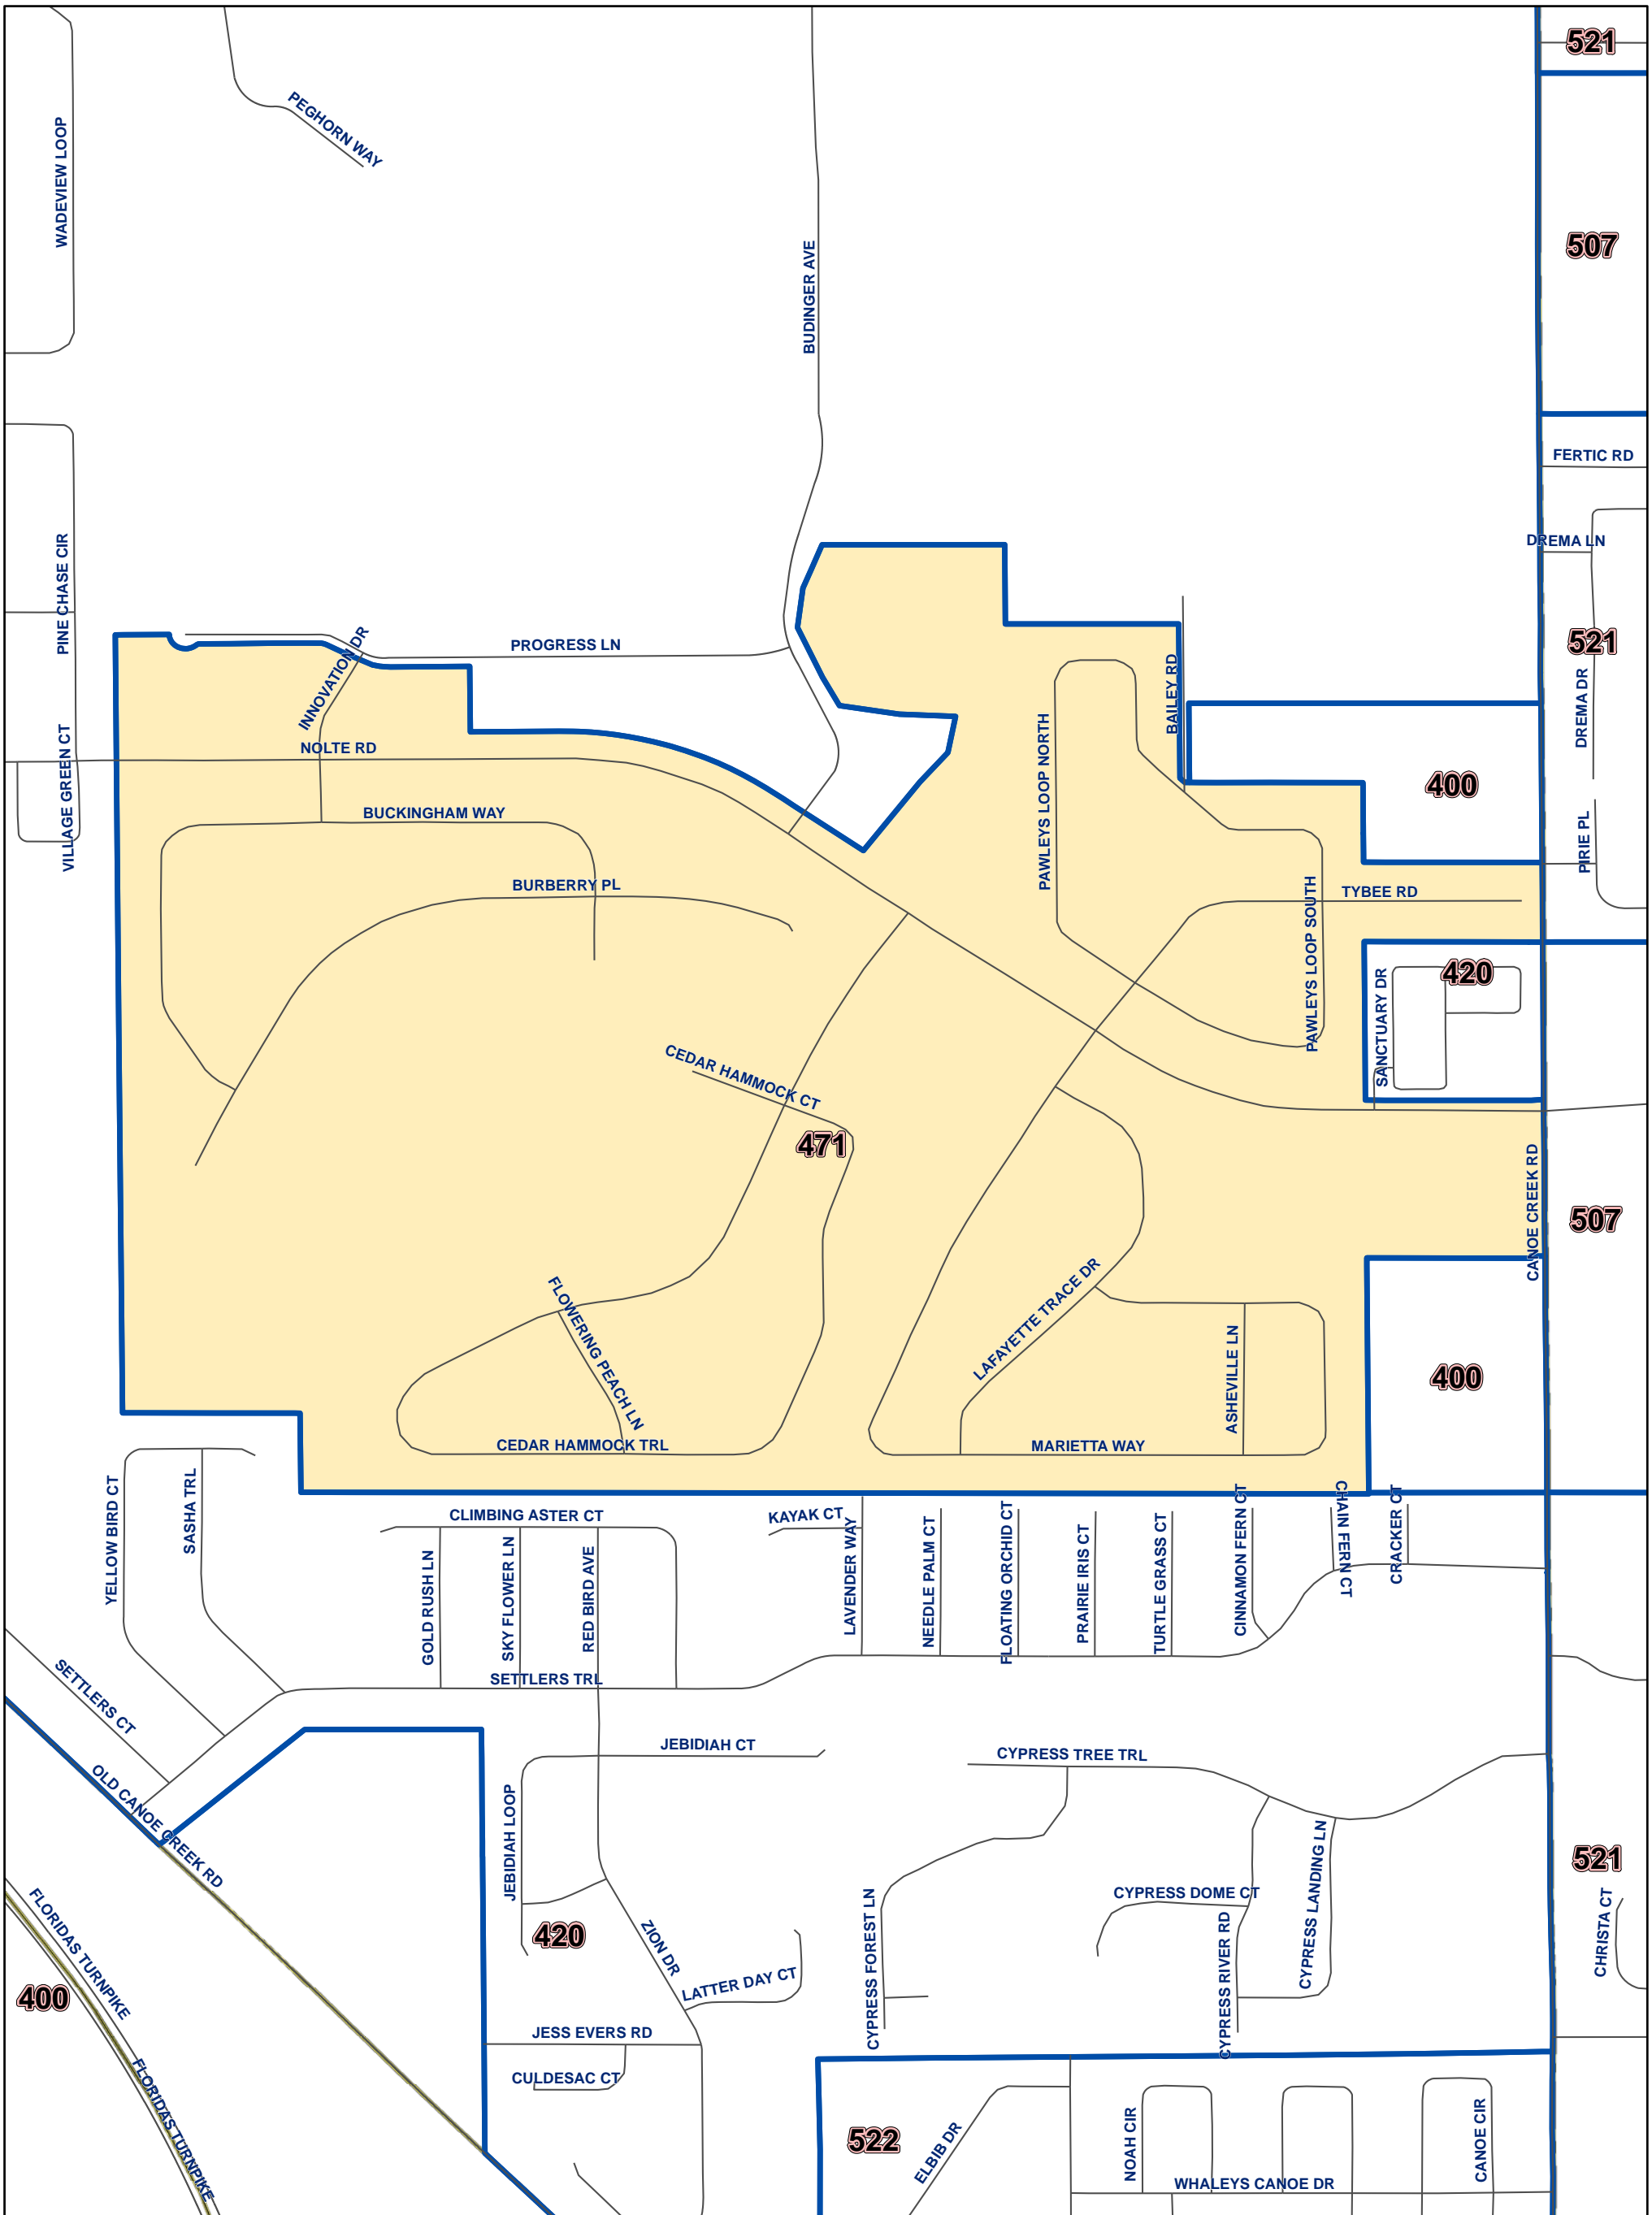 521
PEGHORN WAY
WADEVIEW LOOP
507
BUDINGER AVE
FERTIC RD
DREMA LN
PINE CHASE CIR
521
PROGRESS LN
INNOVATION DR
BAILEY RD
DREMA DR
NOLTE RD
VILLAGE GREEN CT
400
PAWLEYS LOOP NORTH
BUCKINGHAM WAY
PIRIE PL
BURBERRY PL
TYBEE RD
PAWLEYS LOOP SOUTH
420
SANCTUARY DR
CEDAR HAMMOCK CT
471
CANOE CREEK RD
507
LAFAYETTE TRACE DR
FLOWERING PEACH LN
ASHEVILLE LN
400
CEDAR HAMMOCK TRL
MARIETTA WAY
YELLOW BIRD CT
SASHA TRL
CLIMBING ASTER CT
KAYAK CT
GOLD RUSH LN
SKY FLOWER LN
RED BIRD AVE
LAVENDER WAY
NEEDLE PALM CT
FLOATING ORCHID CT
PRAIRIE IRIS CT
TURTLE GRASS CT
CINNAMON FERN CT
CHAIN FERN CT
CRACKER CT
SETTLERS TRL
SETTLERS CT
JEBIDIAH CT
CYPRESS TREE TRL
OLD CANOE CREEK RD
JEBIDIAH LOOP
CYPRESS LANDING LN
521
CYPRESS DOME CT
CHRISTA CT
FLORIDAS TURNPIKE
420
ZION DR
CYPRESS FOREST LN
CYPRESS RIVER RD
LATTER DAY CT
400
JESS EVERS RD
CULDESAC CT
FLORIDAS TURNPIKE
522
ELBIB DR
NOAH CIR
CANOE CIR
WHALEYS CANOE DR